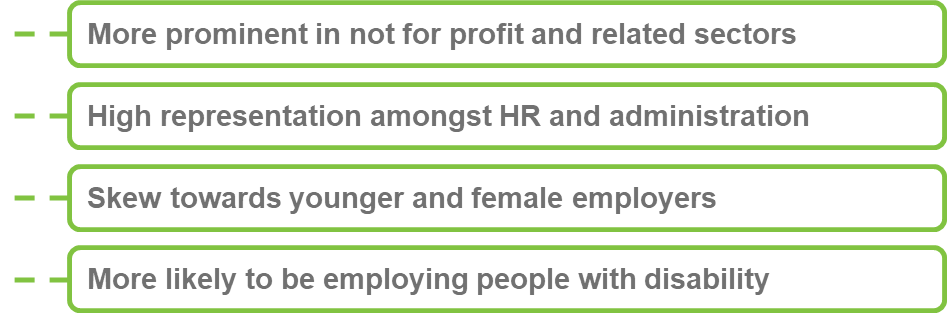 More prominent in not for profit and related sectors
High representation amongst HR and administration
Skew towards younger and female employers
More likely to be employing people with disability